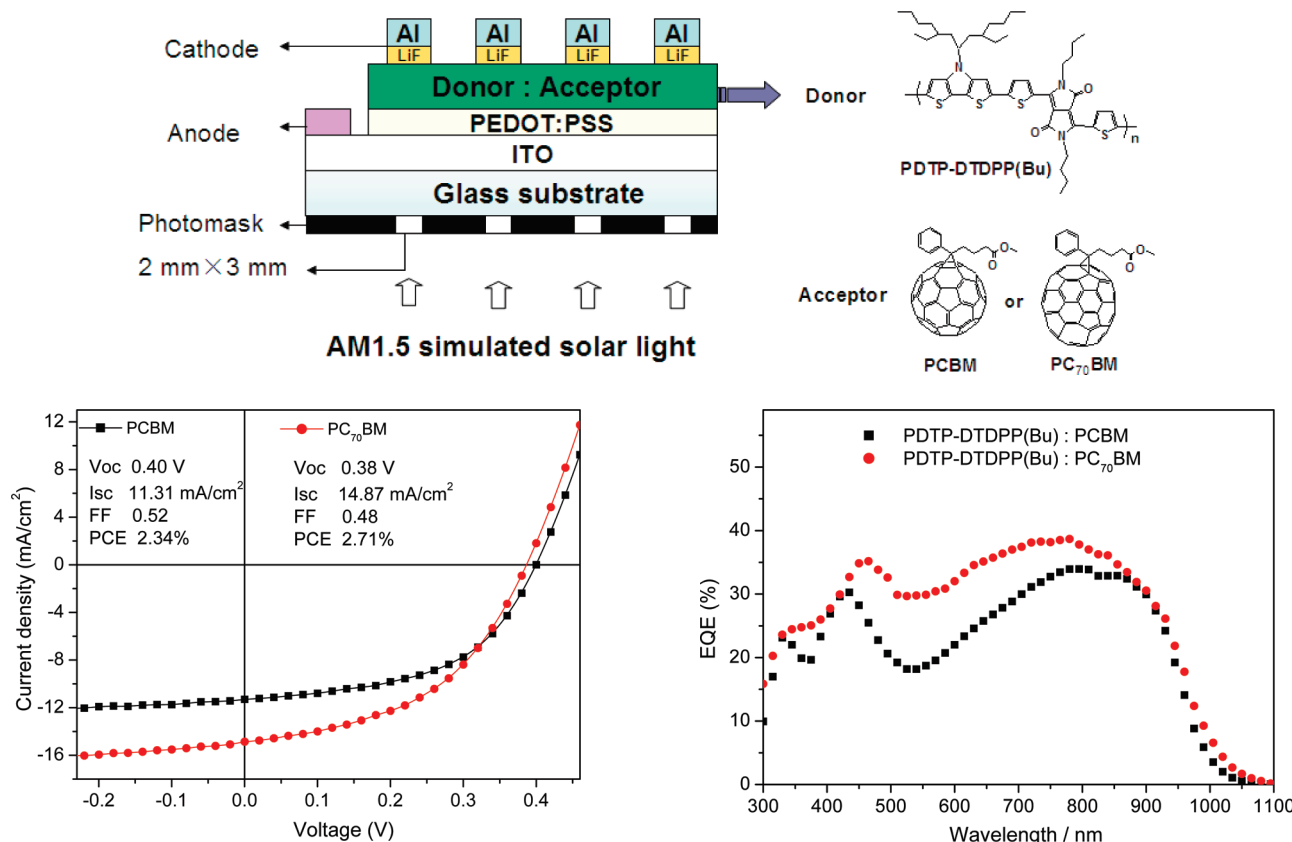 Cathode
Al Al Al Al
LiF LiF LiF LiF
Donor : Acceptor
Anode
PEDOT:PSS
ITO
Glass substrate
Photomask
2 mm×3 mm
AM1.5 simulated solar light
Donor
N
S S S
N O
O N
S
n
PDTP-DTDPP(Bu)
Acceptor
O
O
or
O
O
PCBM
PC₇₀BM
PCBM
Voc 0.40 V
Isc 11.31 mA/cm²
FF 0.52
PCE 2.34%
PC₇₀BM
Voc 0.38 V
Isc 14.87 mA/cm²
FF 0.48
PCE 2.71%
Current density (mA/cm²)
12
8
4
0
-4
-8
-12
-16
-0.2 -0.1 0.0 0.1 0.2 0.3 0.4
Voltage (V)
PDTP-DTDPP(Bu) : PCBM
PDTP-DTDPP(Bu) : PC₇₀BM
EQE (%)
50
40
30
20
10
0
300 400 500 600 700 800 900 1000 1100
Wavelength / nm